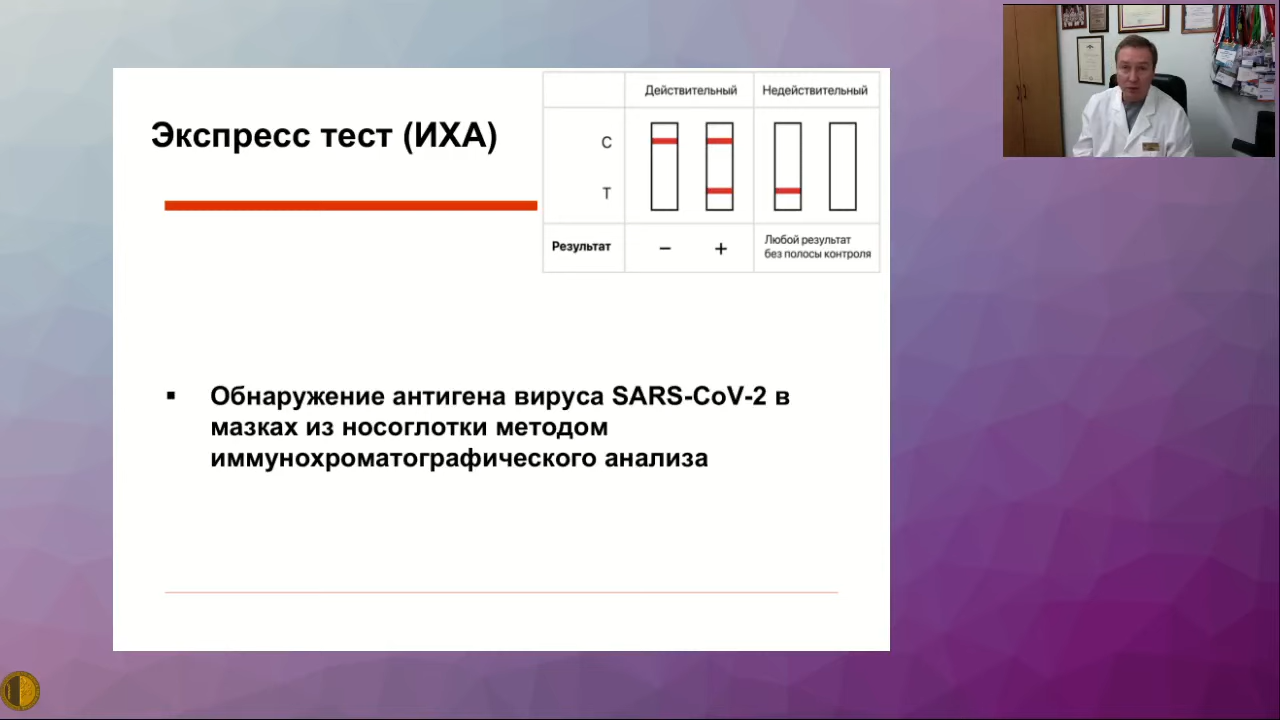 Экспресс тест (ИХА)
Действительный Недействительный
С
Т
Результат − + Любой результат
без полосы контроля
▪ Обнаружение антигена вируса SARS-CoV-2 в
мазках из носоглотки методом
иммунохроматографического анализа